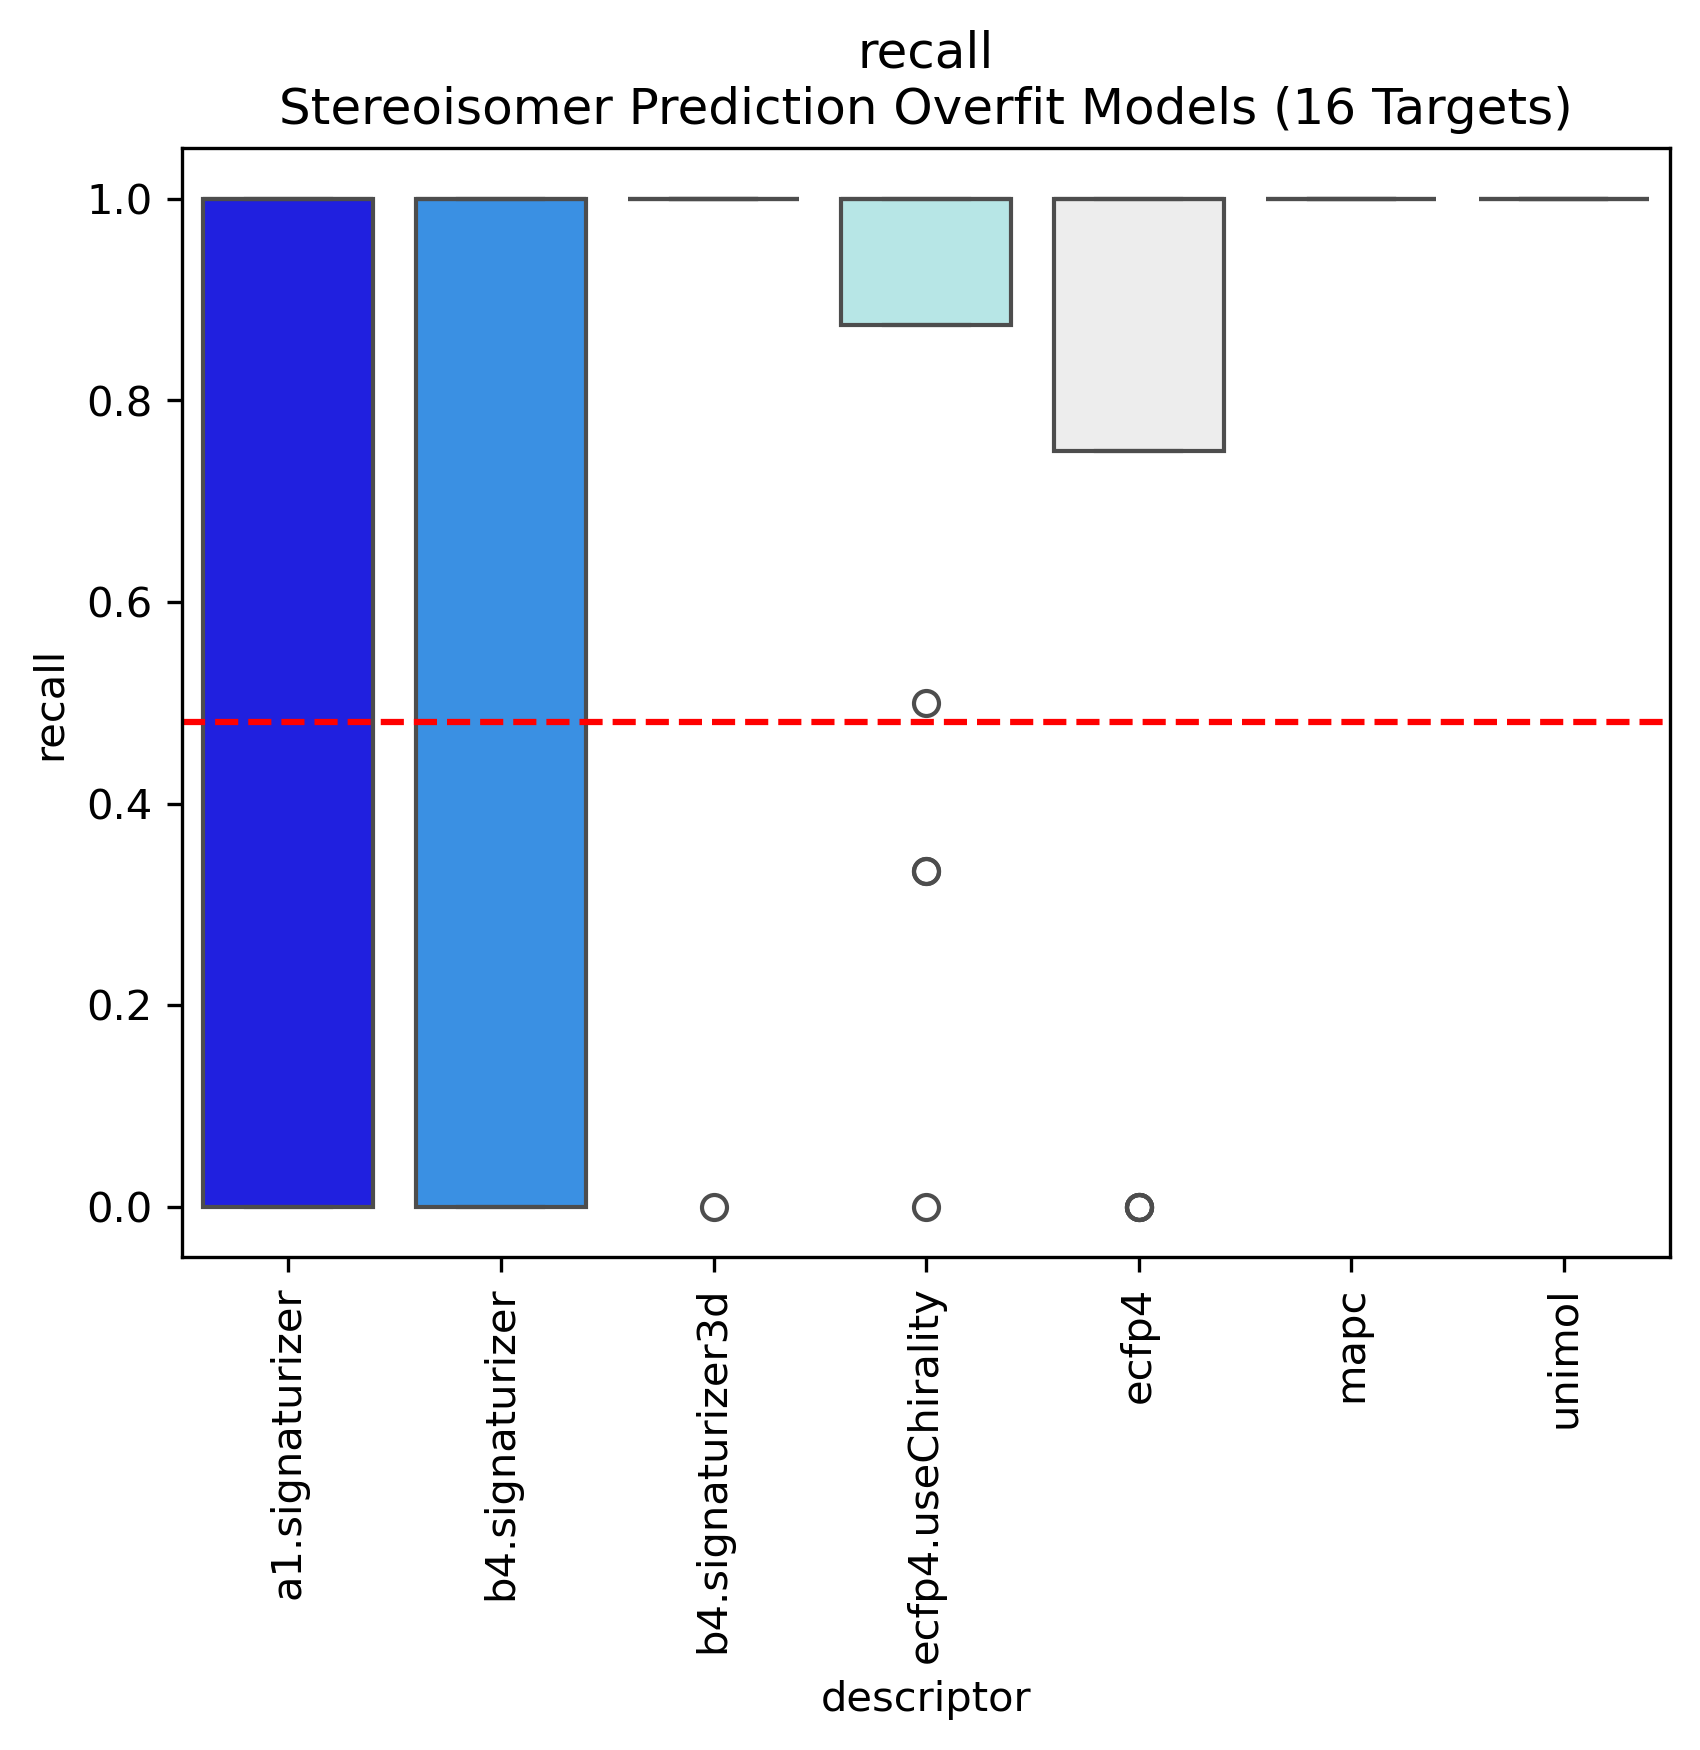 recall
Stereoisomer Prediction Overfit Models (16 Targets)
1.0
0.8
0.6
0.4
0.2
0.0
recall
a1.signaturizer
b4.signaturizer
b4.signaturizer3d
ecfp4.useChirality
ecfp4
mapc
unimol
descriptor